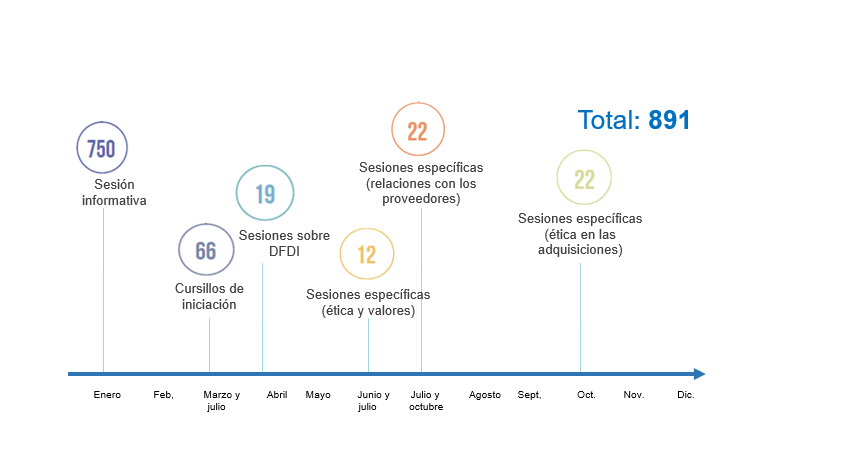 Total: 891
750
Sesión
informativa
66
Cursillos de
iniciación
19
Sesiones sobre
DFDI
12
Sesiones específicas
(ética y valores)
22
Sesiones específicas
(relaciones con los
proveedores)
22
Sesiones específicas
(ética en las
adquisiciones)
Enero
Feb,
Marzo y
julio
Abril
Mayo
Junio y
julio
Julio y
octubre
Agosto
Sept,
Oct.
Nov.
Dic.